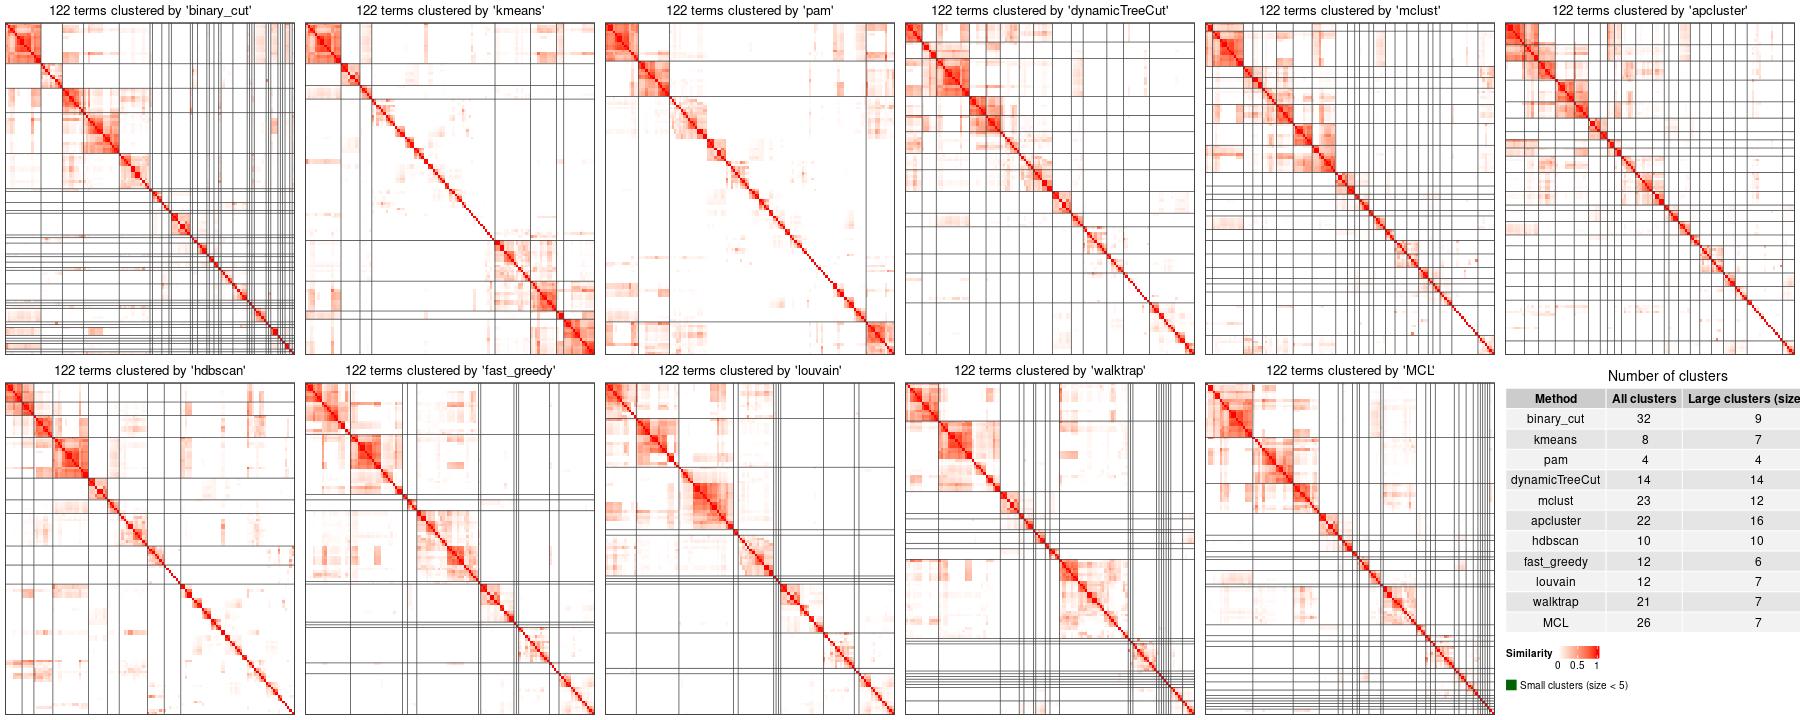 122 terms clustered by 'binary_cut'
122 terms clustered by 'kmeans'
122 terms clustered by 'pam'
122 terms clustered by 'dynamicTreeCut'
122 terms clustered by 'mclust'
122 terms clustered by 'apcluster'
122 terms clustered by 'hdbscan'
122 terms clustered by 'fast_greedy'
122 terms clustered by 'louvain'
122 terms clustered by 'walktrap'
122 terms clustered by 'MCL'
Number of clusters
Method All clusters Large clusters (size
binary_cut 32 9
kmeans 8 7
pam 4 4
dynamicTreeCut 14 14
mclust 23 12
apcluster 22 16
hdbscan 10 10
fast_greedy 12 6
louvain 12 7
walktrap 21 7
MCL 26 7
Similarity
0 0.5 1
Small clusters (size < 5)